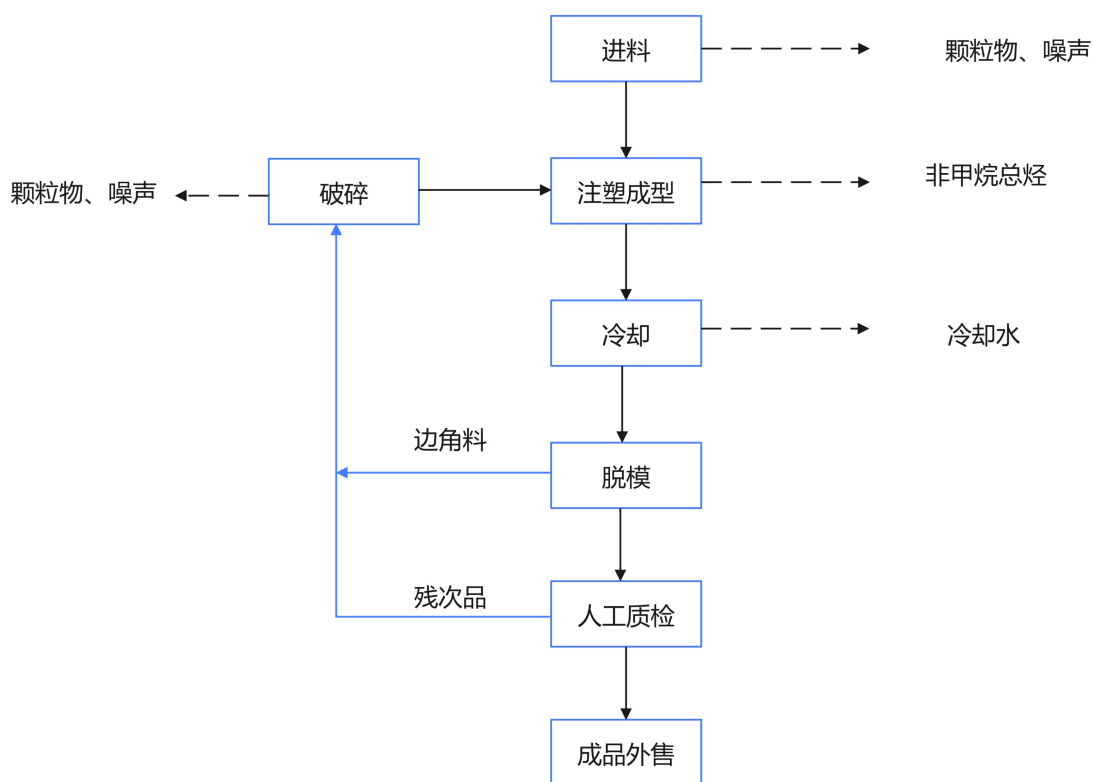 进料
颗粒物、噪声
颗粒物、噪声
破碎
注塑成型
非甲烷总烃
冷却
冷却水
边角料
脱模
残次品
人工质检
成品外售